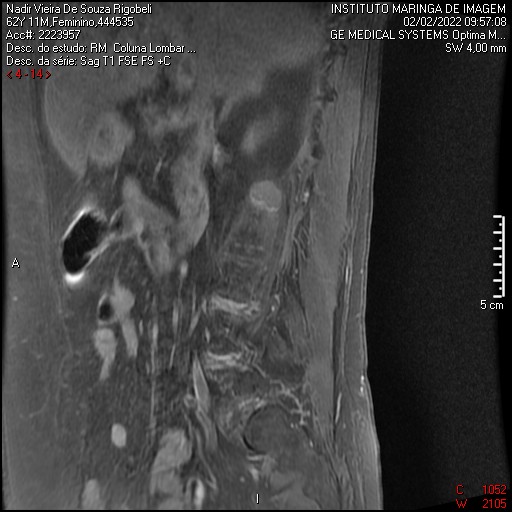 Nadir Vieira De Souza Rigobeli
62Y 11M,Feminino,444535
Acc#: 2223957
Desc. do estudo: RM  Coluna Lombar ...
Desc. da série: Sag T1 FSE FS +C
< 4 -14 >
INSTITUTO MARINGA DE IMAGEM
02/02/2022 09:57:08
GE MEDICAL SYSTEMS Optima M...
SW 4,00 mm
A
5 cm
I
C 1052
W 2105